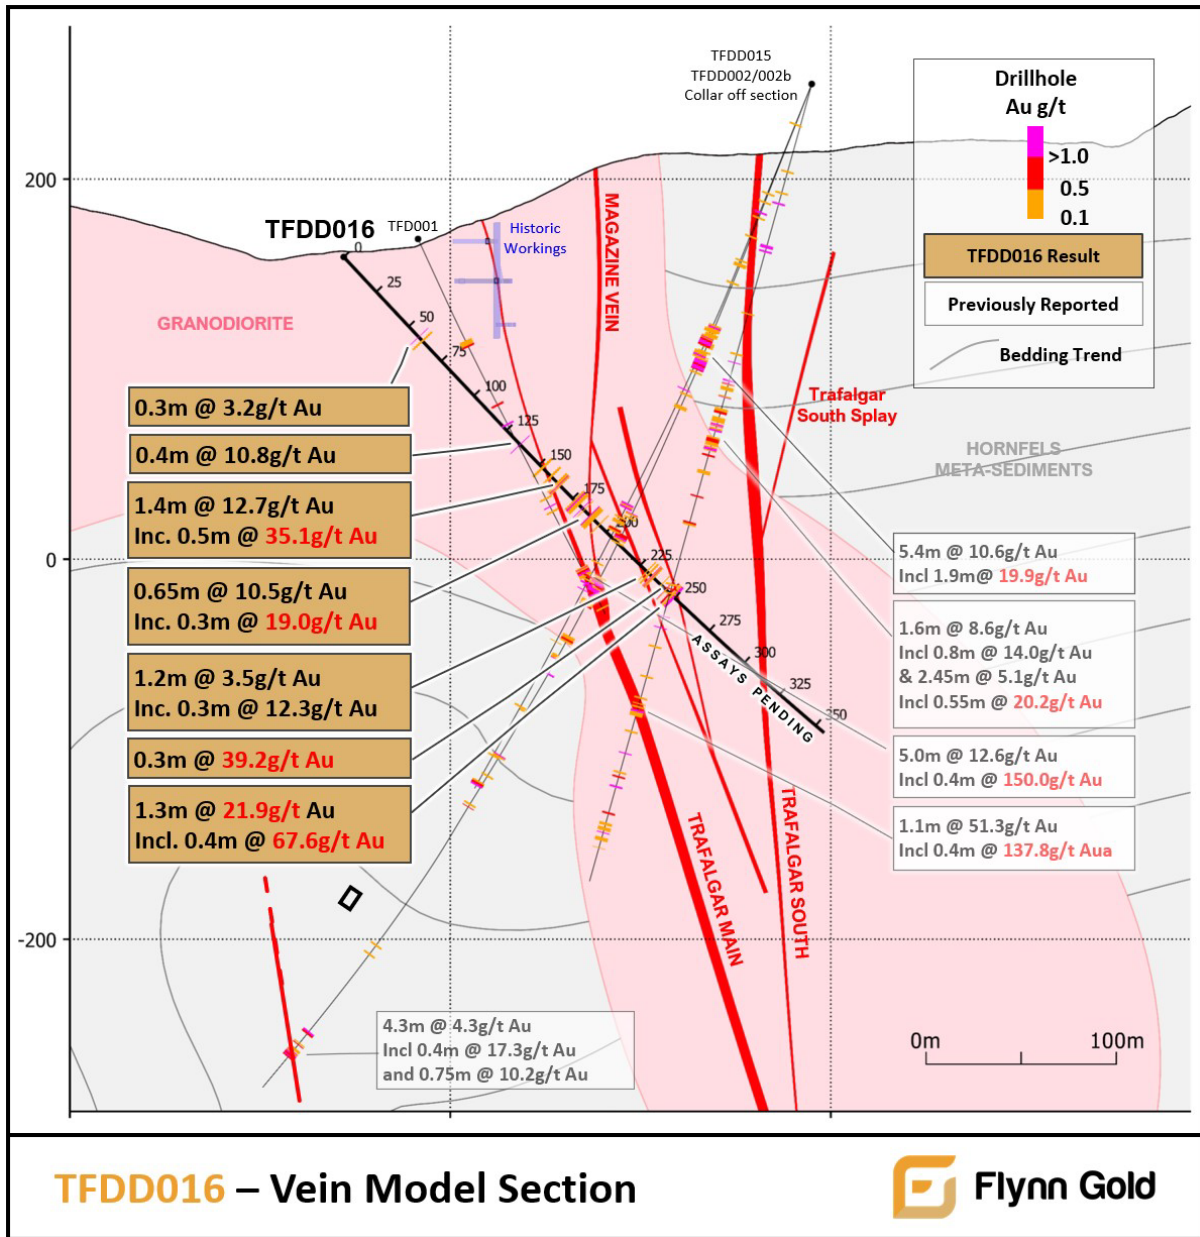 TFDD015
TFDD002/002b
Collar off section
Drillhole
Au g/t
>1.0
0.5
0.1
TFDD016 Result
Previously Reported
Bedding Trend
200
TFDD016
TFD001
Historic
Workings
MAGAZINE VEIN
GRANODIORITE
0
25
50
75
100
125
150
175
200
225
250
275
300
325
350
Trafalgar
South Splay
HORNFELS
META-SEDIMENTS
0.3m @ 3.2g/t Au
0.4m @ 10.8g/t Au
1.4m @ 12.7g/t Au
Inc. 0.5m @ 35.1g/t Au
0
0.65m @ 10.5g/t Au
Inc. 0.3m @ 19.0g/t Au
1.2m @ 3.5g/t Au
Inc. 0.3m @ 12.3g/t Au
0.3m @ 39.2g/t Au
1.3m @ 21.9g/t Au
Incl. 0.4m @ 67.6g/t Au
5.4m @ 10.6g/t Au
Incl 1.9m@ 19.9g/t Au
1.6m @ 8.6g/t Au
Incl 0.8m @ 14.0g/t Au
& 2.45m @ 5.1g/t Au
Incl 0.55m @ 20.2g/t Au
5.0m @ 12.6g/t Au
Incl 0.4m @ 150.0g/t Au
1.1m @ 51.3g/t Au
Incl 0.4m @ 137.8g/t Aua
ASSAYS PENDING
TRAFALGAR MAIN
TRAFALGAR SOUTH
-200
4.3m @ 4.3g/t Au
Incl 0.4m @ 17.3g/t Au
and 0.75m @ 10.2g/t Au
0m
100m
TFDD016 – Vein Model Section
Flynn Gold